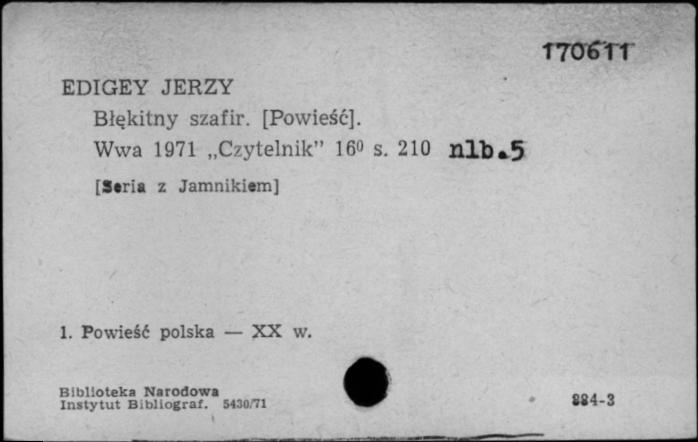 170611
EDIGEY JERZY
Błękitny szafir. [Powieść].
Wwa 1971 „Czytelnik” 16⁰ s. 210 nlb.5
[Seria z Jamnikiem]
1. Powieść polska — XX w.
Biblioteka Narodowa
Instytut Bibliograf. 5430/71
884-3